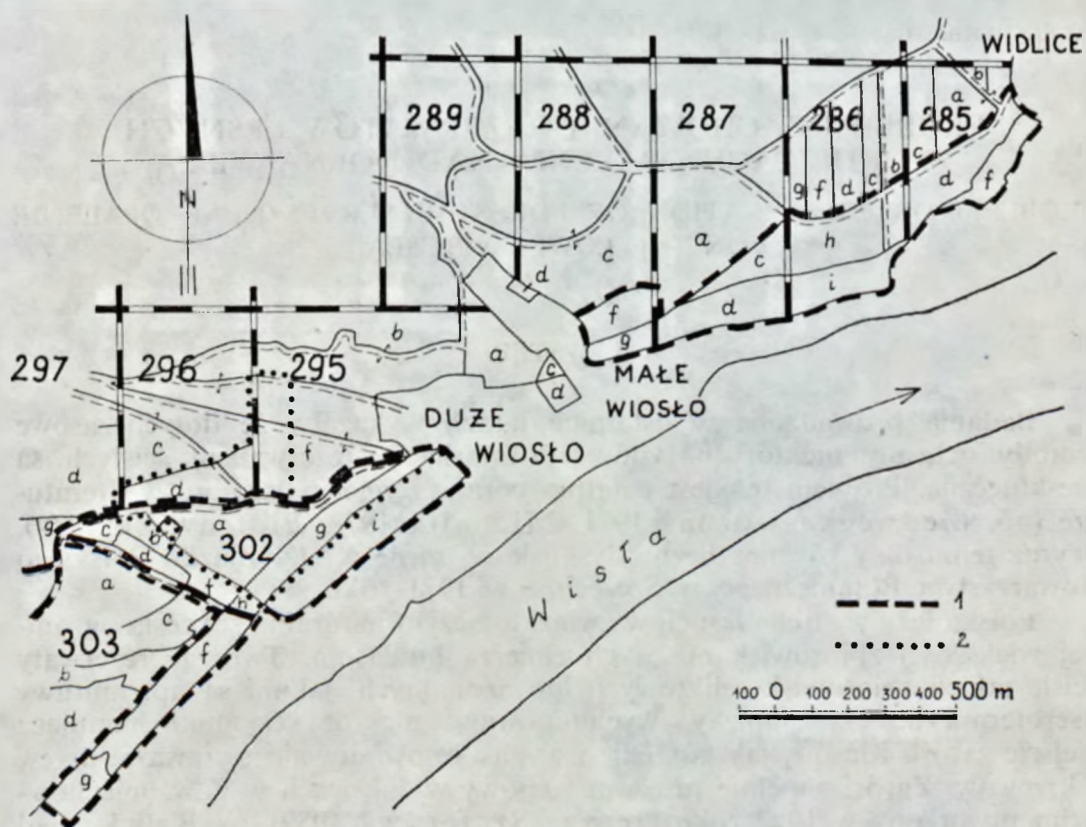 WIDLICE
289 288 287 286 285
b
a
g f d c b c d f
a
h
c
c
i
d
d
f
g
N
b
297 296 295
a
c
d
MAŁE
WIOSŁO
DUŻE
WIOSŁO
c
f
d
d
a
g
g
c
b
302
d
a
f
h
c
303
f
b
d
g
Wisła
1
2
100 0 100 200 300 400 500 m